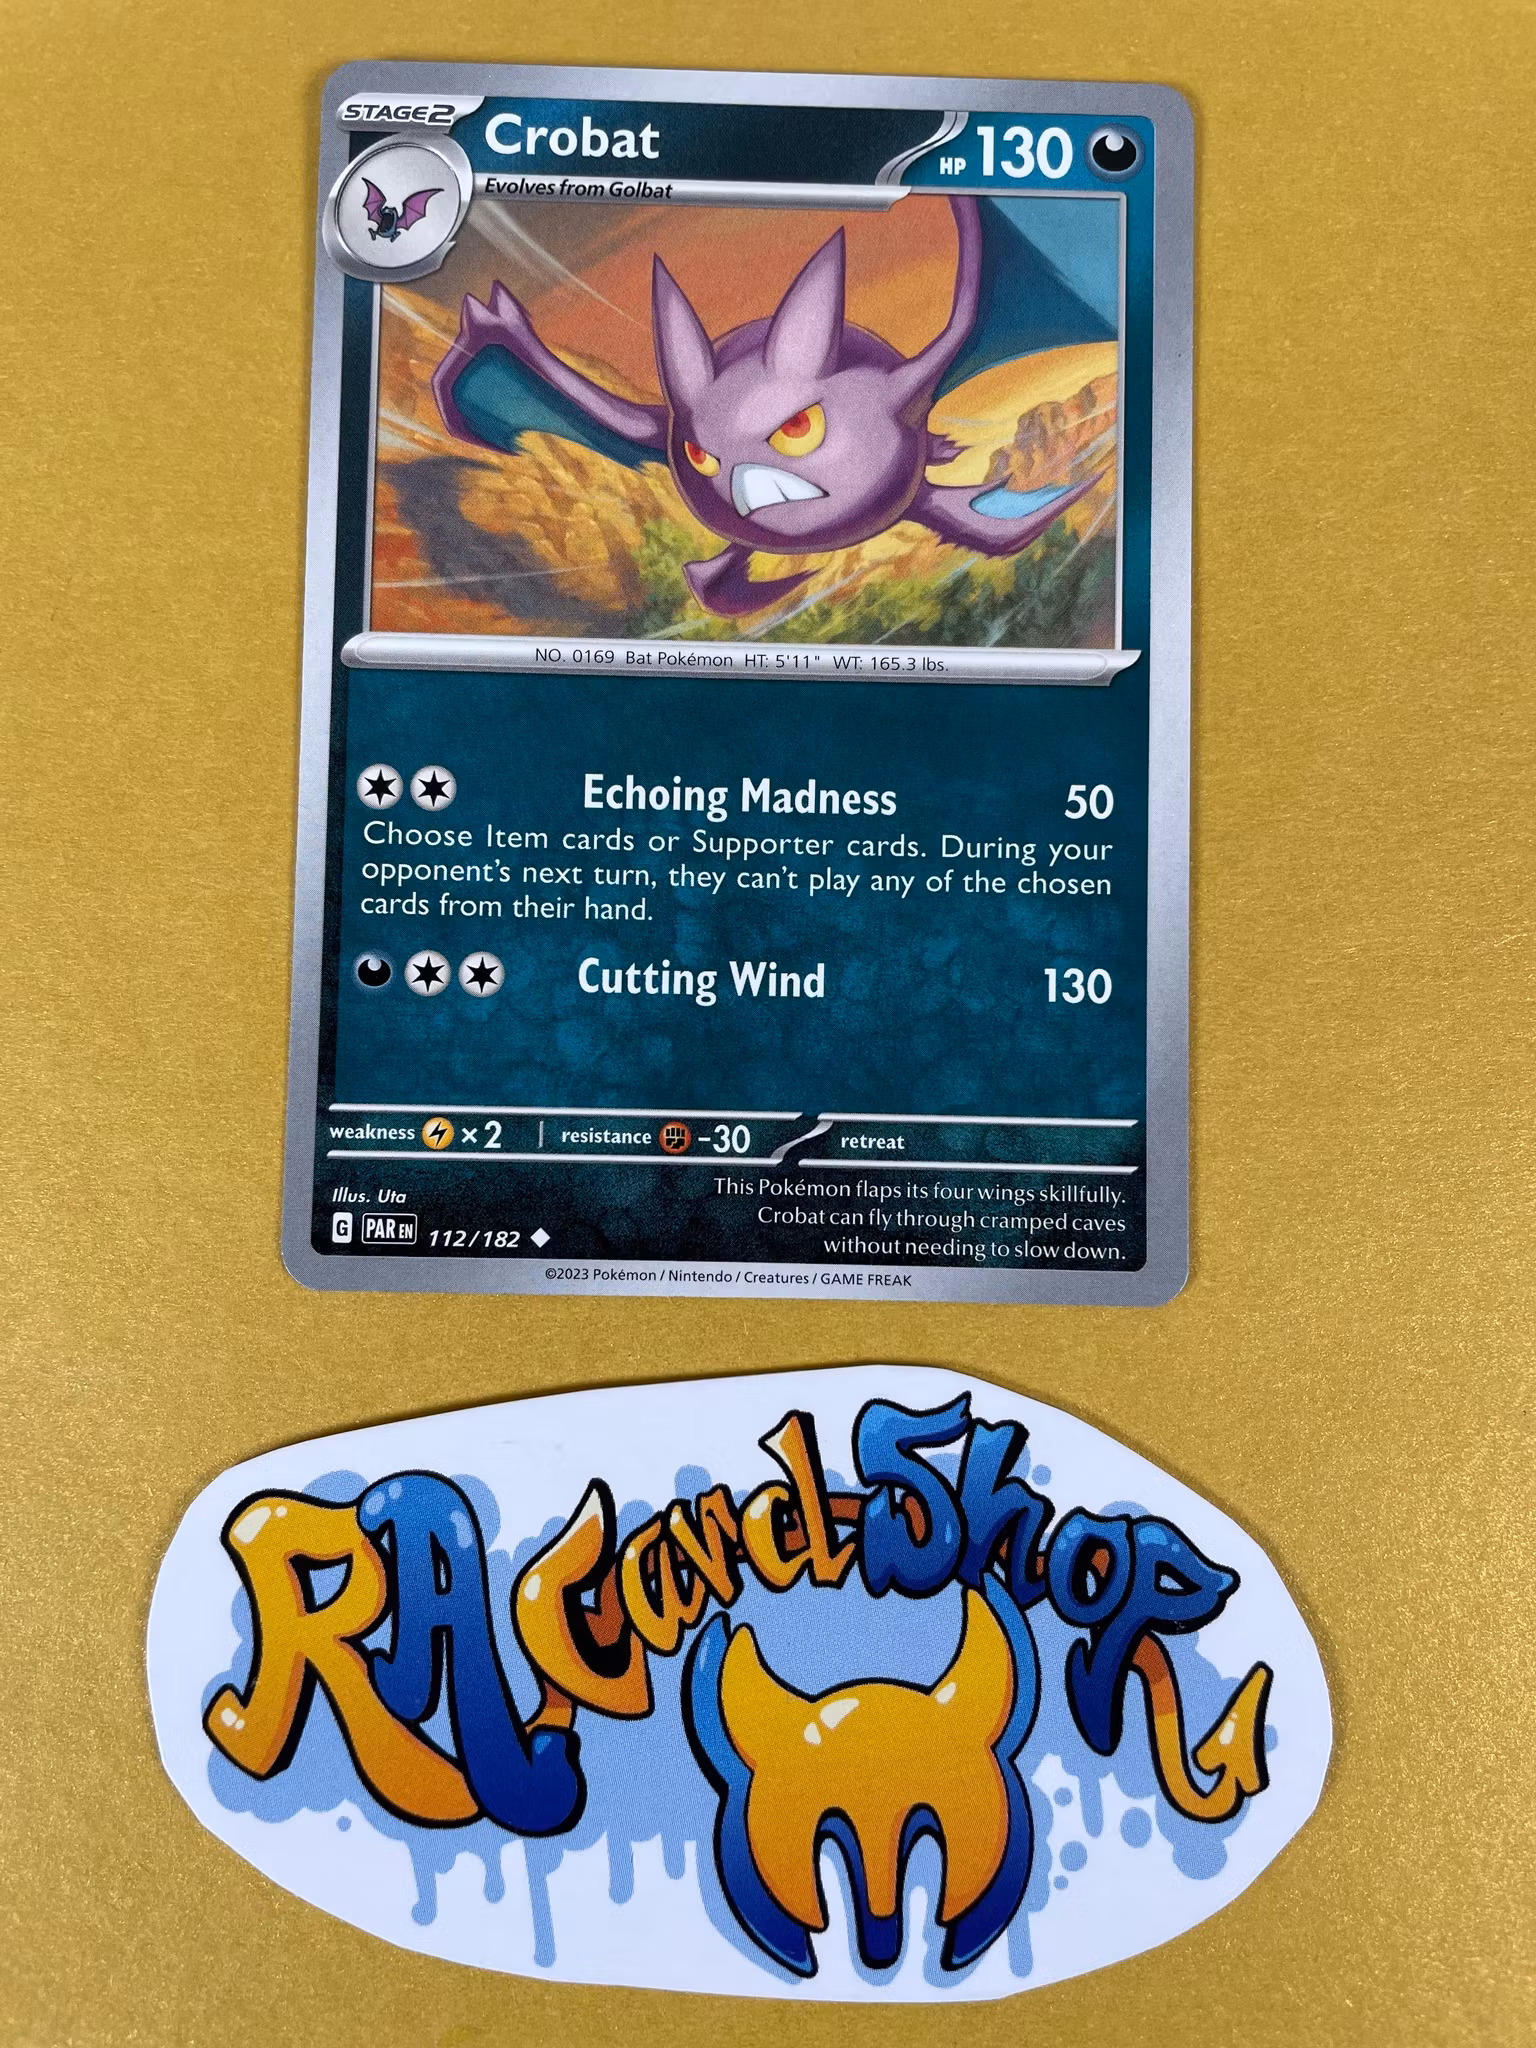 STAGE2
Crobat
HP 130
Evolves from Golbat
NO. 0169 Bat Pokémon HT: 5'11" WT: 165.3 lbs.
Echoing Madness 50
Choose Item cards or Supporter cards. During your
opponent's next turn, they can't play any of the chosen
cards from their hand.
Cutting Wind 130
weakness ×2 resistance -30 retreat
Illus. Uta
G PAR EN 112/182
This Pokémon flaps its four wings skillfully.
Crobat can fly through cramped caves
without needing to slow down.
©2023 Pokémon / Nintendo / Creatures / GAME FREAK
RA Card Shop